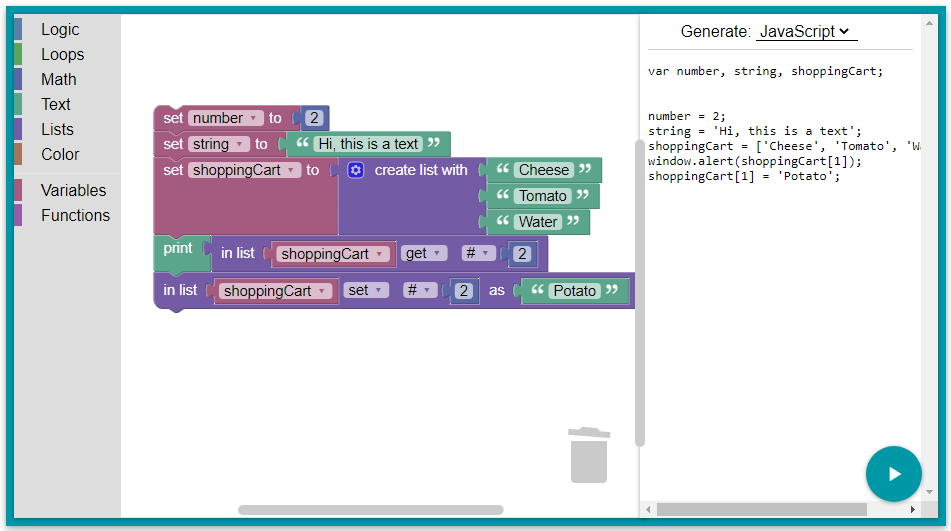 Logic
Loops
Math
Text
Lists
Color
Variables
Functions
set number to 2
set string to “ Hi, this is a text ”
set shoppingCart to create list with “ Cheese ”
“ Tomato ”
“ Water ”
print in list shoppingCart get # 2
in list shoppingCart set # 2 as “ Potato ”
Generate: JavaScript
var number, string, shoppingCart;
number = 2;
string = 'Hi, this is a text';
shoppingCart = ['Cheese', 'Tomato', '
window.alert(shoppingCart[1]);
shoppingCart[1] = 'Potato';